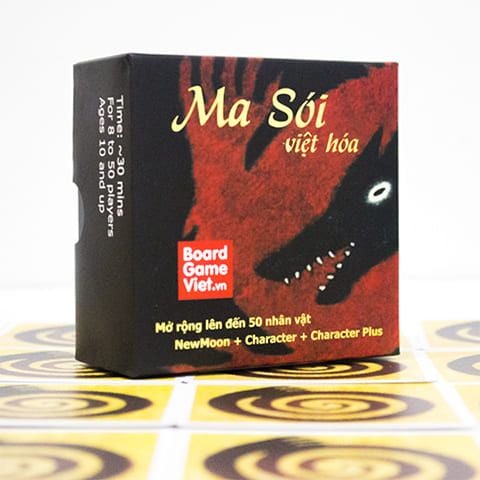 Ma Sói
việt hóa
Time: ~30 mins
For 8 to 50 players
Ages 10 and up
Board
Game
Viet.vn
Mở rộng lên đến 50 nhân vật
NewMoon + Character + Character Plus